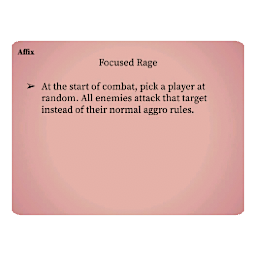 Affix
Focused Rage
➢ At the start of combat, pick a player at
random. All enemies attack that target
instead of their normal aggro rules.